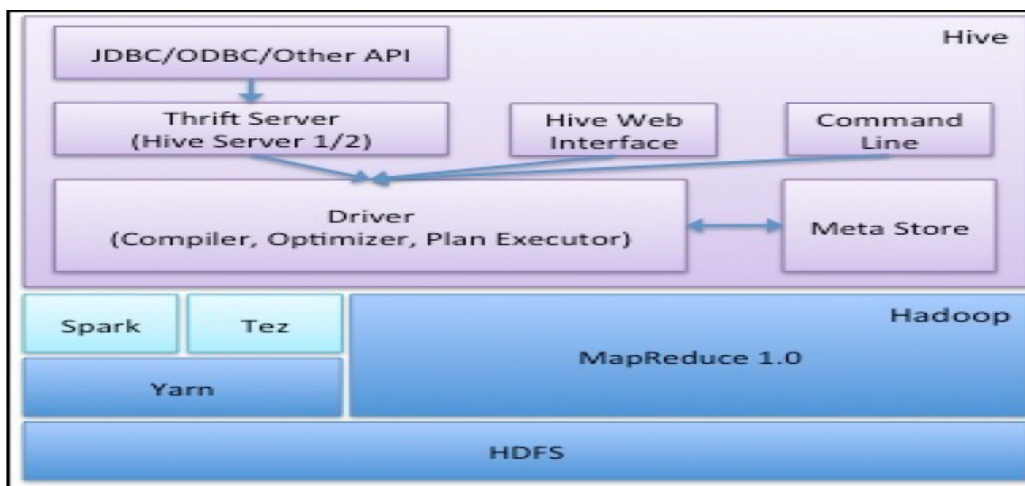 Hive
JDBC/ODBC/Other API
Thrift Server
(Hive Server 1/2)
Hive Web
Interface
Command
Line
Driver
(Compiler, Optimizer, Plan Executor)
Meta Store
Spark
Tez
Hadoop
MapReduce 1.0
Yarn
HDFS